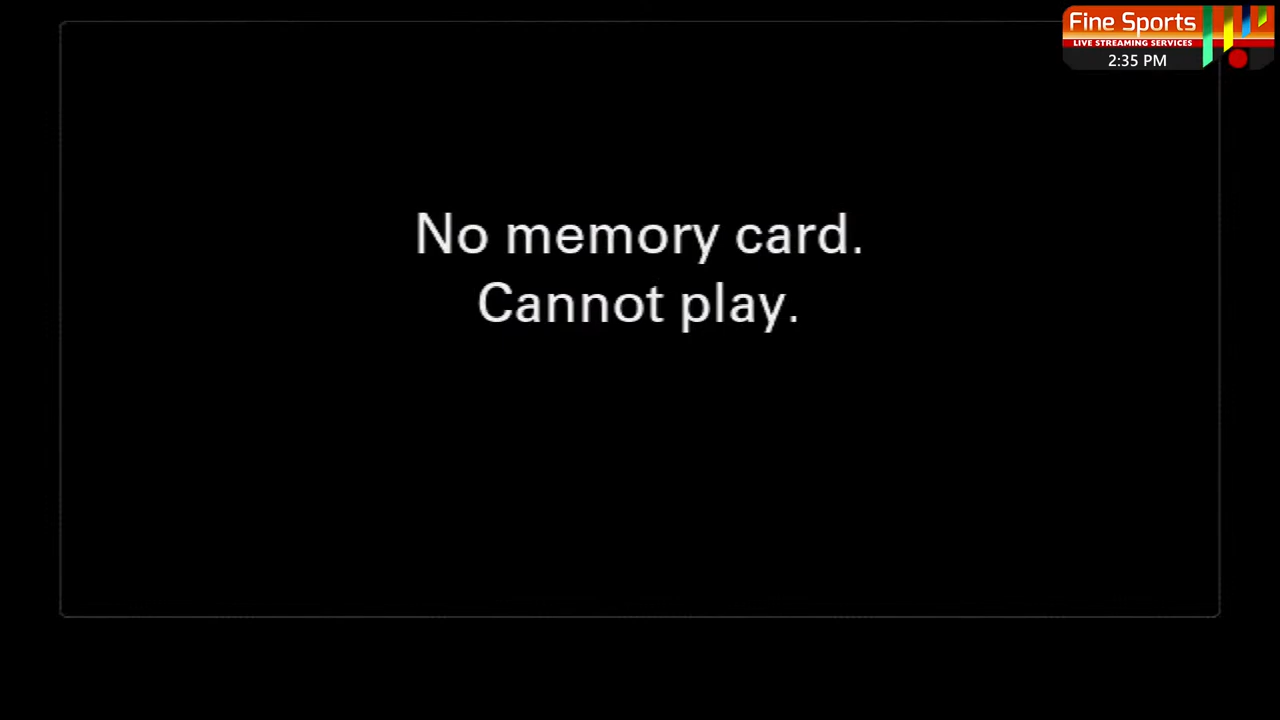 Fine Sports
LIVE STREAMING SERVICES
2:35 PM
No memory card.
Cannot play.